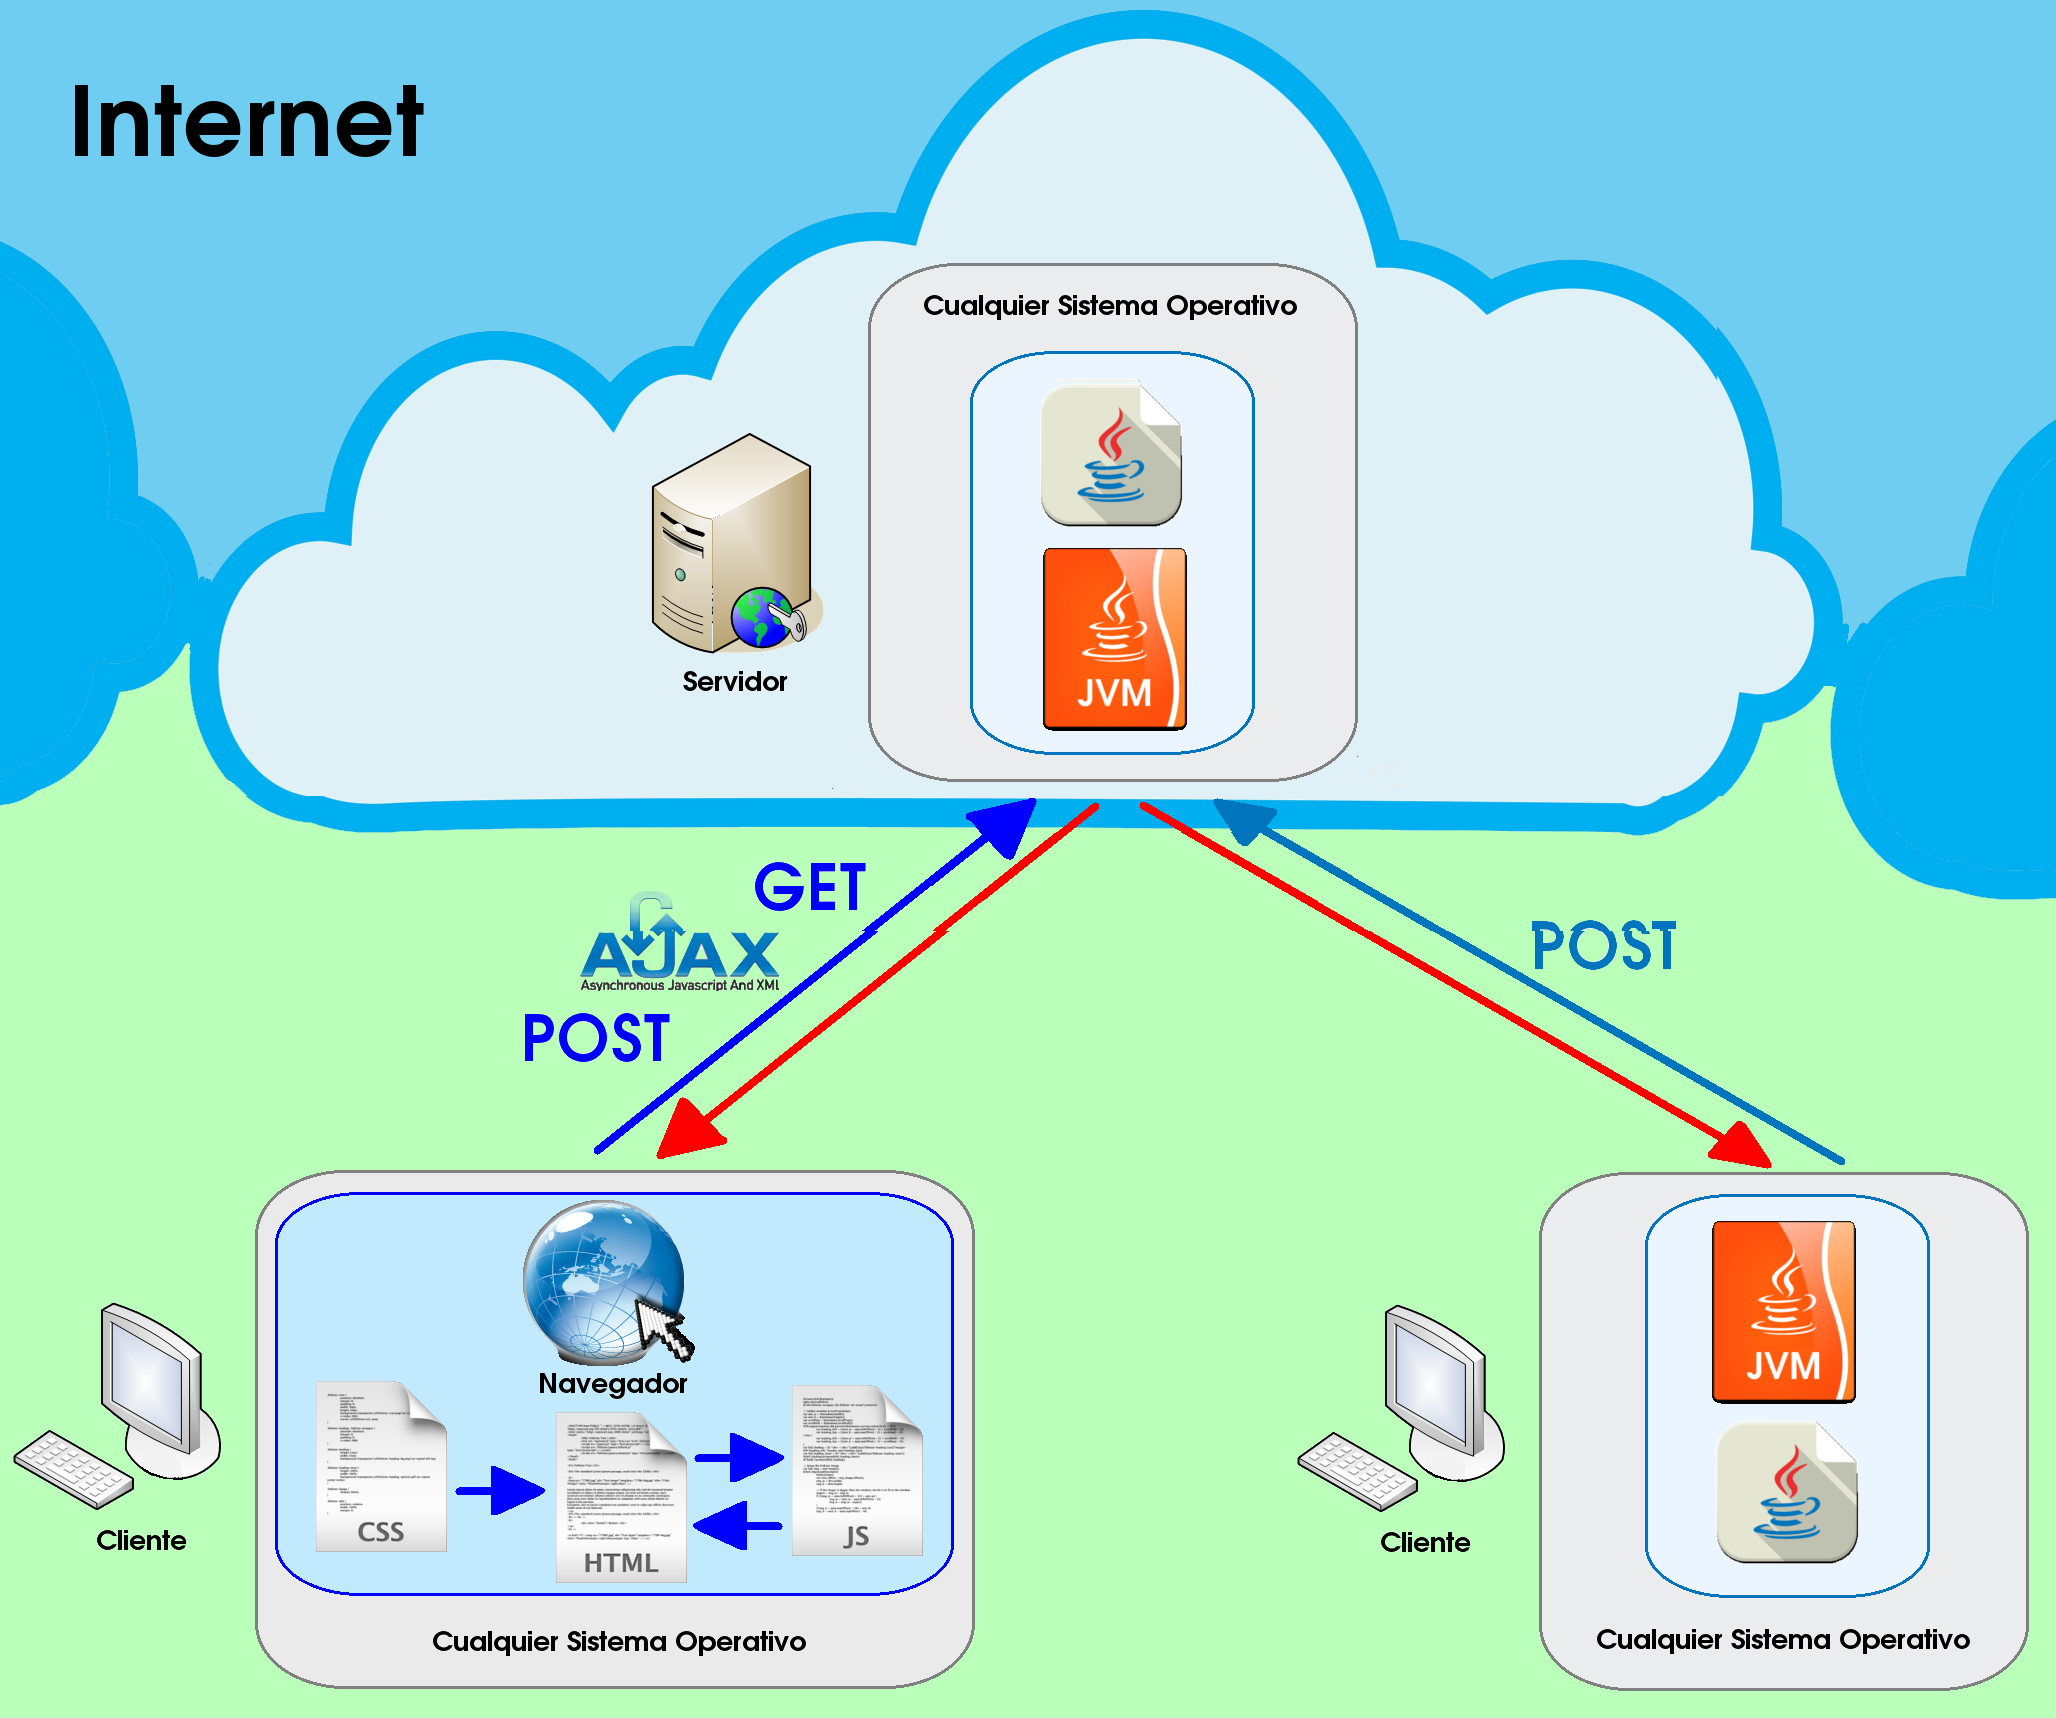 Internet
Cualquier Sistema Operativo
JVM
Servidor
GET
AJAX
Asynchronous Javascript And XML
POST
POST
Navegador
CSS
HTML
JS
Cliente
Cualquier Sistema Operativo
JVM
Cliente
Cualquier Sistema Operativo